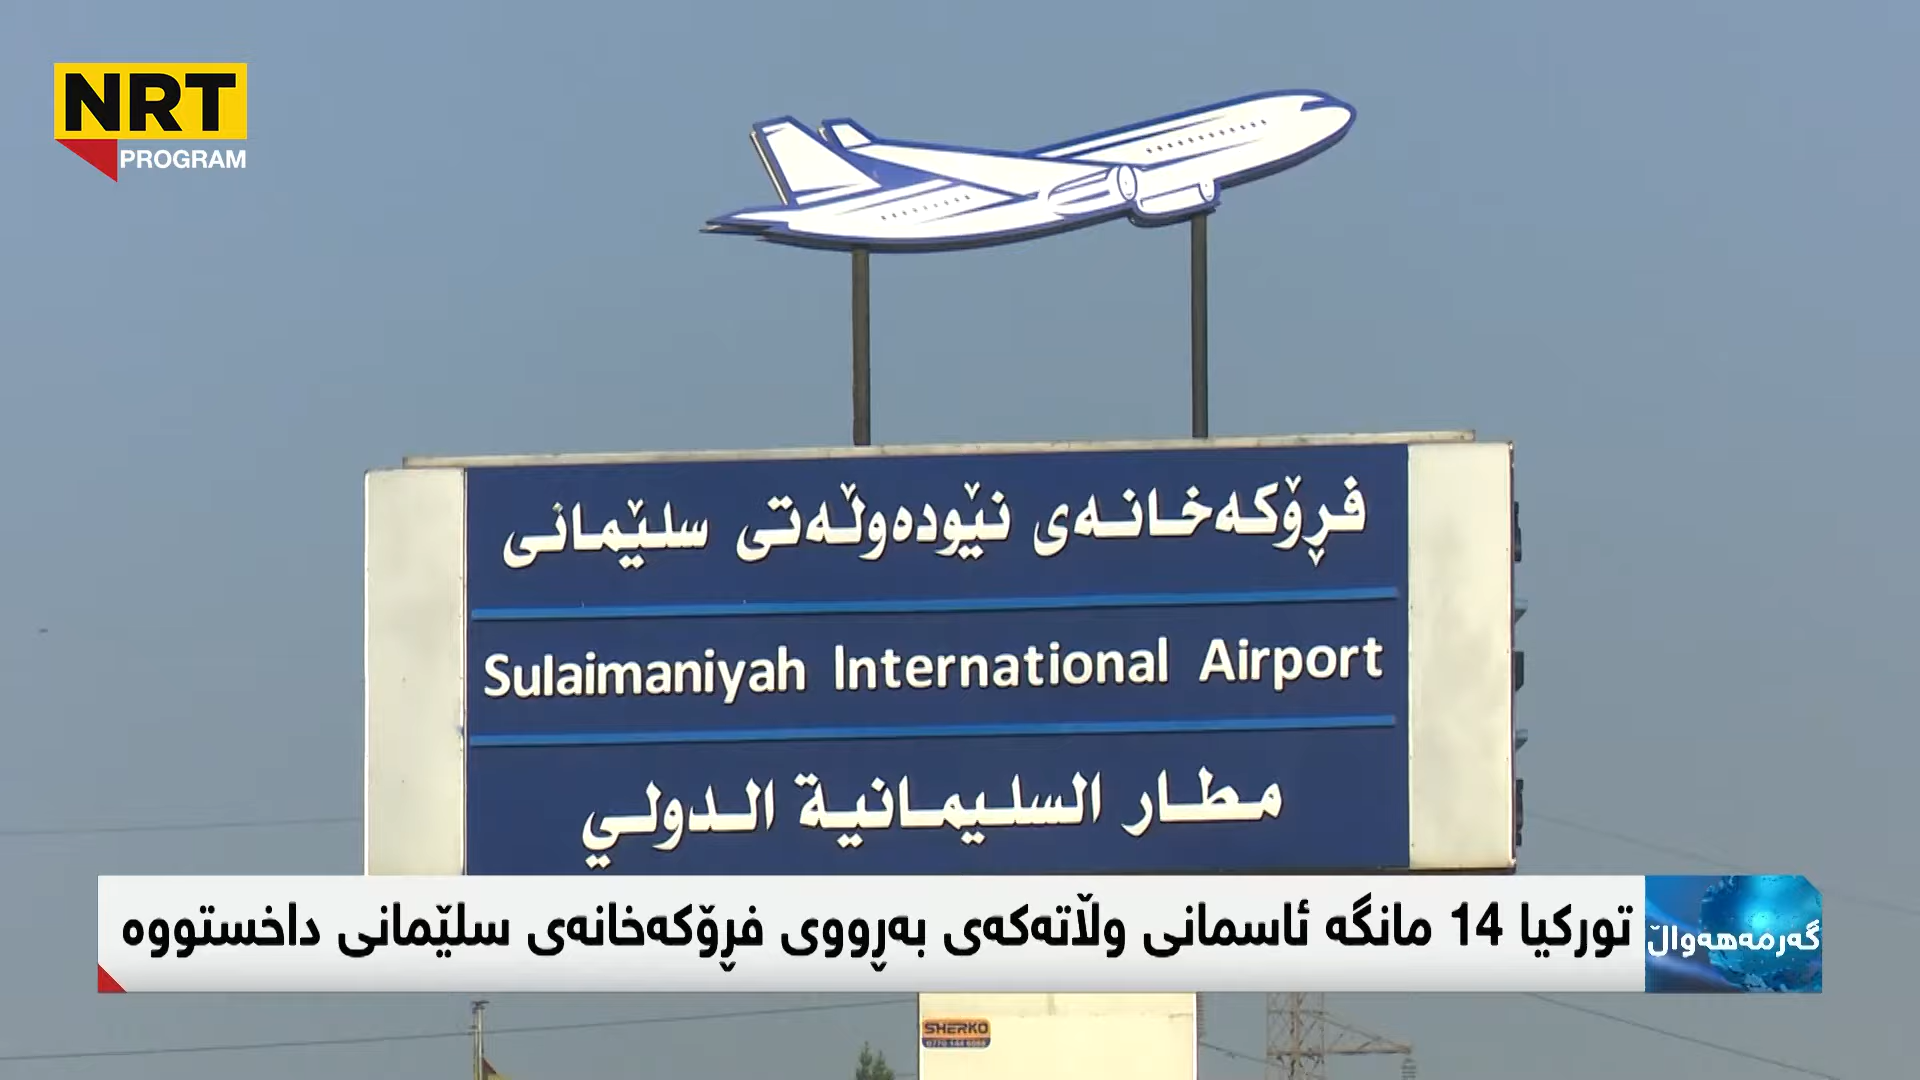 NRT
PROGRAM
فڕۆکەخانەی نێودەوڵەتی سلێمانی
Sulaimaniyah International Airport
مطار السليمانية الدولي
تورکیا 14 مانگە ئاسمانی وڵاتەکەی بەڕووی فڕۆکەخانەی سلێمانی داخستووە
گەرمەهەواڵ
SHERKO